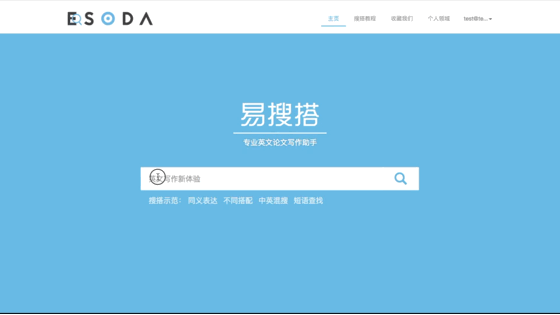 ESODA
主页 搜搭教程 收藏我们 个人领域 test@te...
易搜搭
专业英文论文写作助手
英文写作新体验
搜搭示范: 同义表达 不同搭配 中英混搜 短语查找